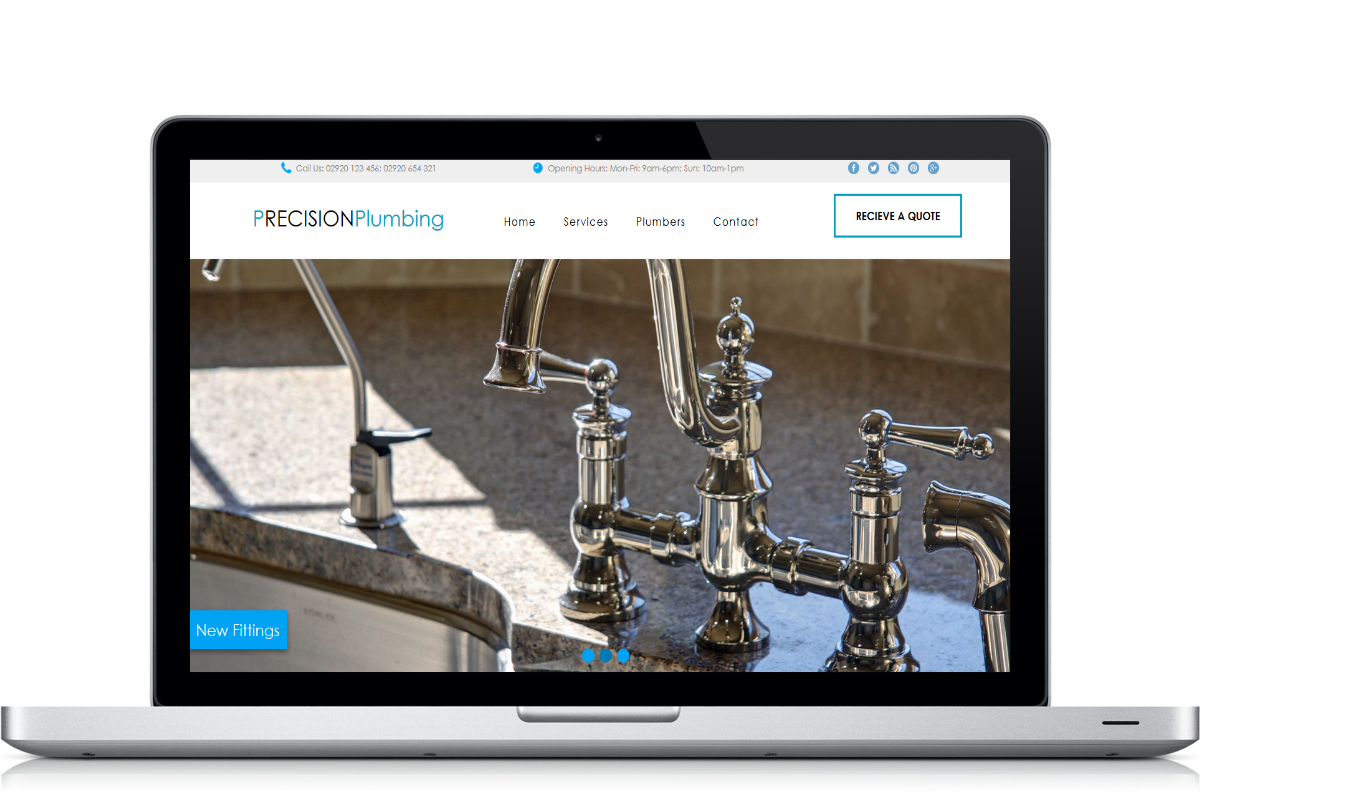 Call Us: 02920 123 456: 02920 654 321
Opening Hours: Mon-Fri: 9am-6pm: Sun: 10am-1pm
PRECISIONPlumbing
Home
Services
Plumbers
Contact
RECIEVE A QUOTE
New Fittings